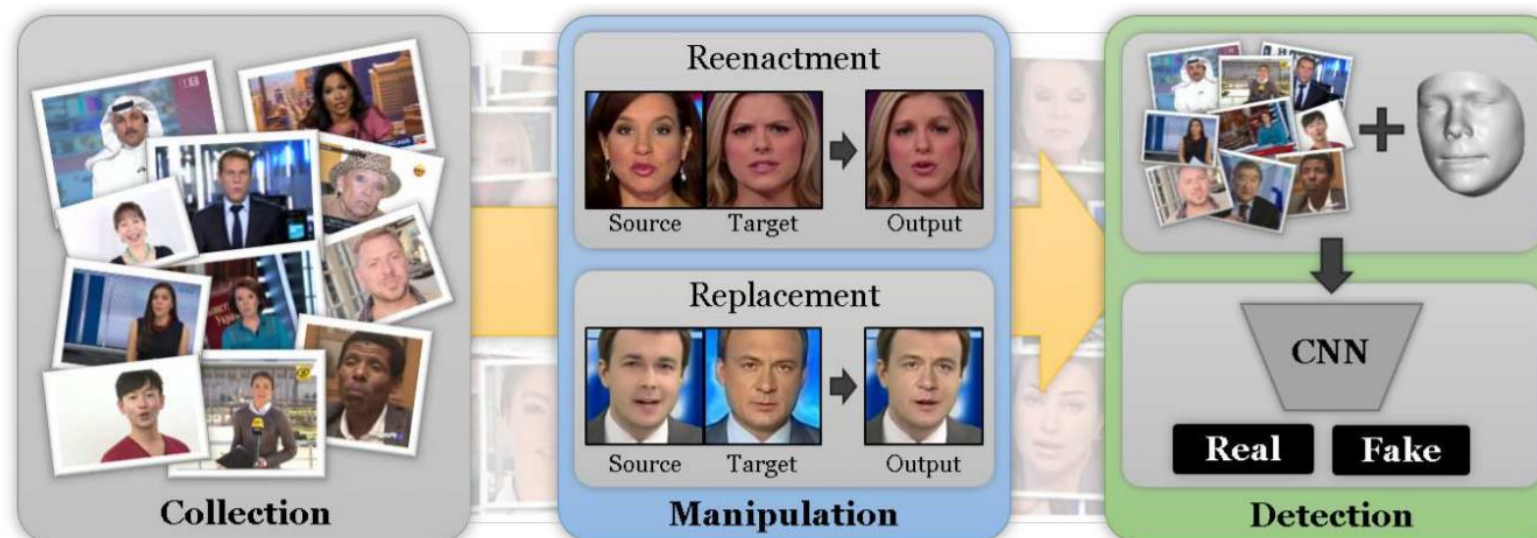 Collection
Reenactment
Source Target Output
Replacement
Source Target Output
Manipulation
CNN
Real Fake
Detection